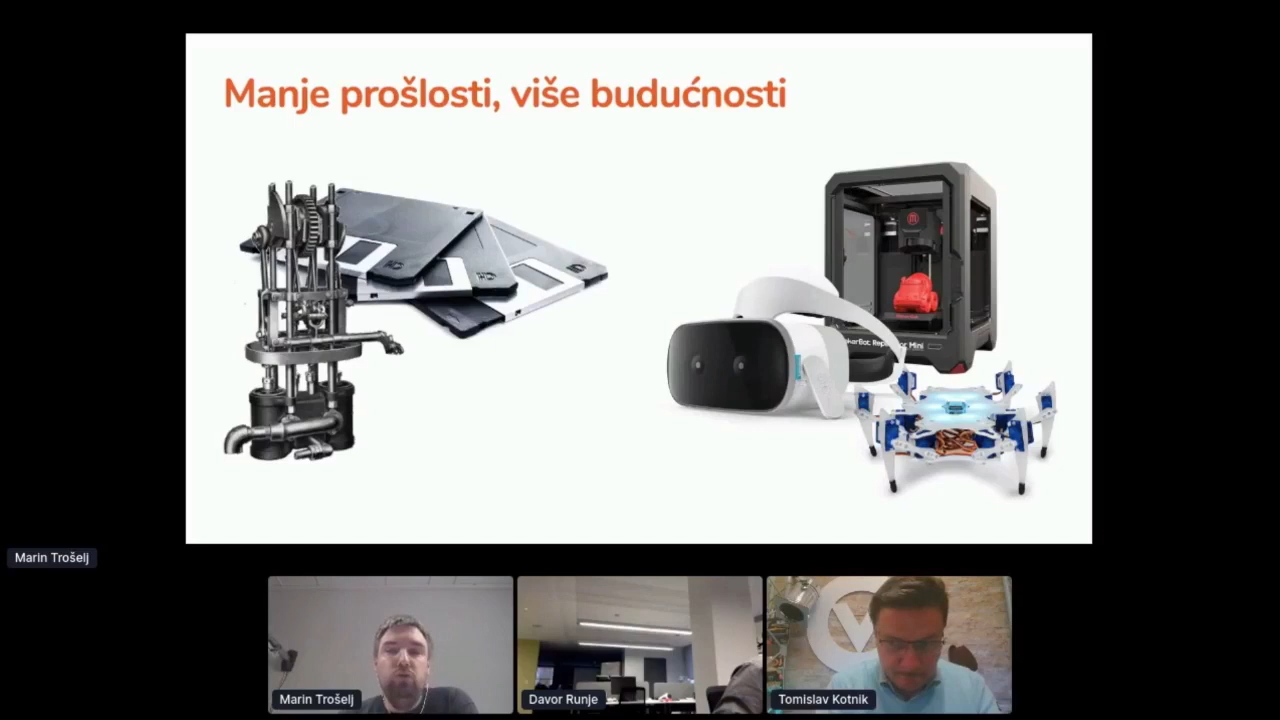 Manje prošlosti, više budućnosti
Marin Trošelj
Marin Trošelj
Davor Runje
Tomislav Kotnik